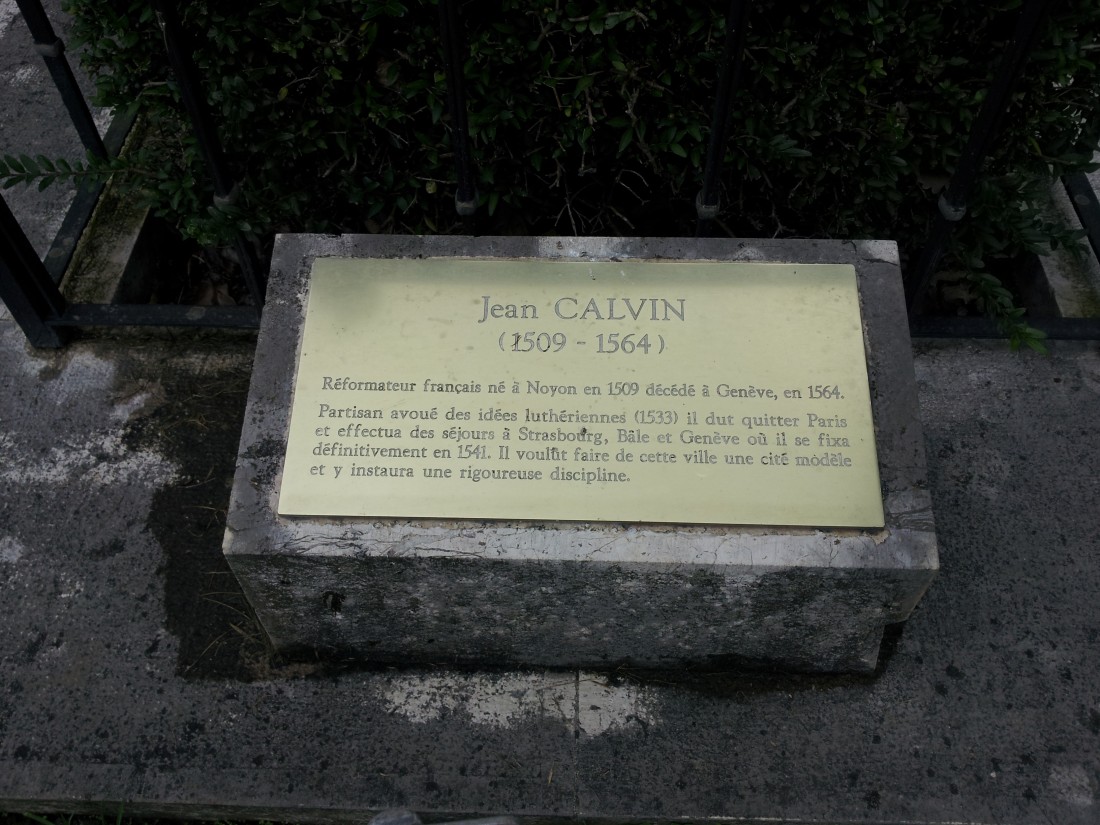 Jean CALVIN
(1509 - 1564)
Réformateur français né à Noyon en 1509 décédé à Genève, en 1564.
Partisan avoué des idées luthériennes (1533) il dut quitter Paris
et effectua des séjours à Strasbourg, Bâle et Genève où il se fixa
définitivement en 1541. Il voulût faire de cette ville une cité modèle
et y instaura une rigoureuse discipline.